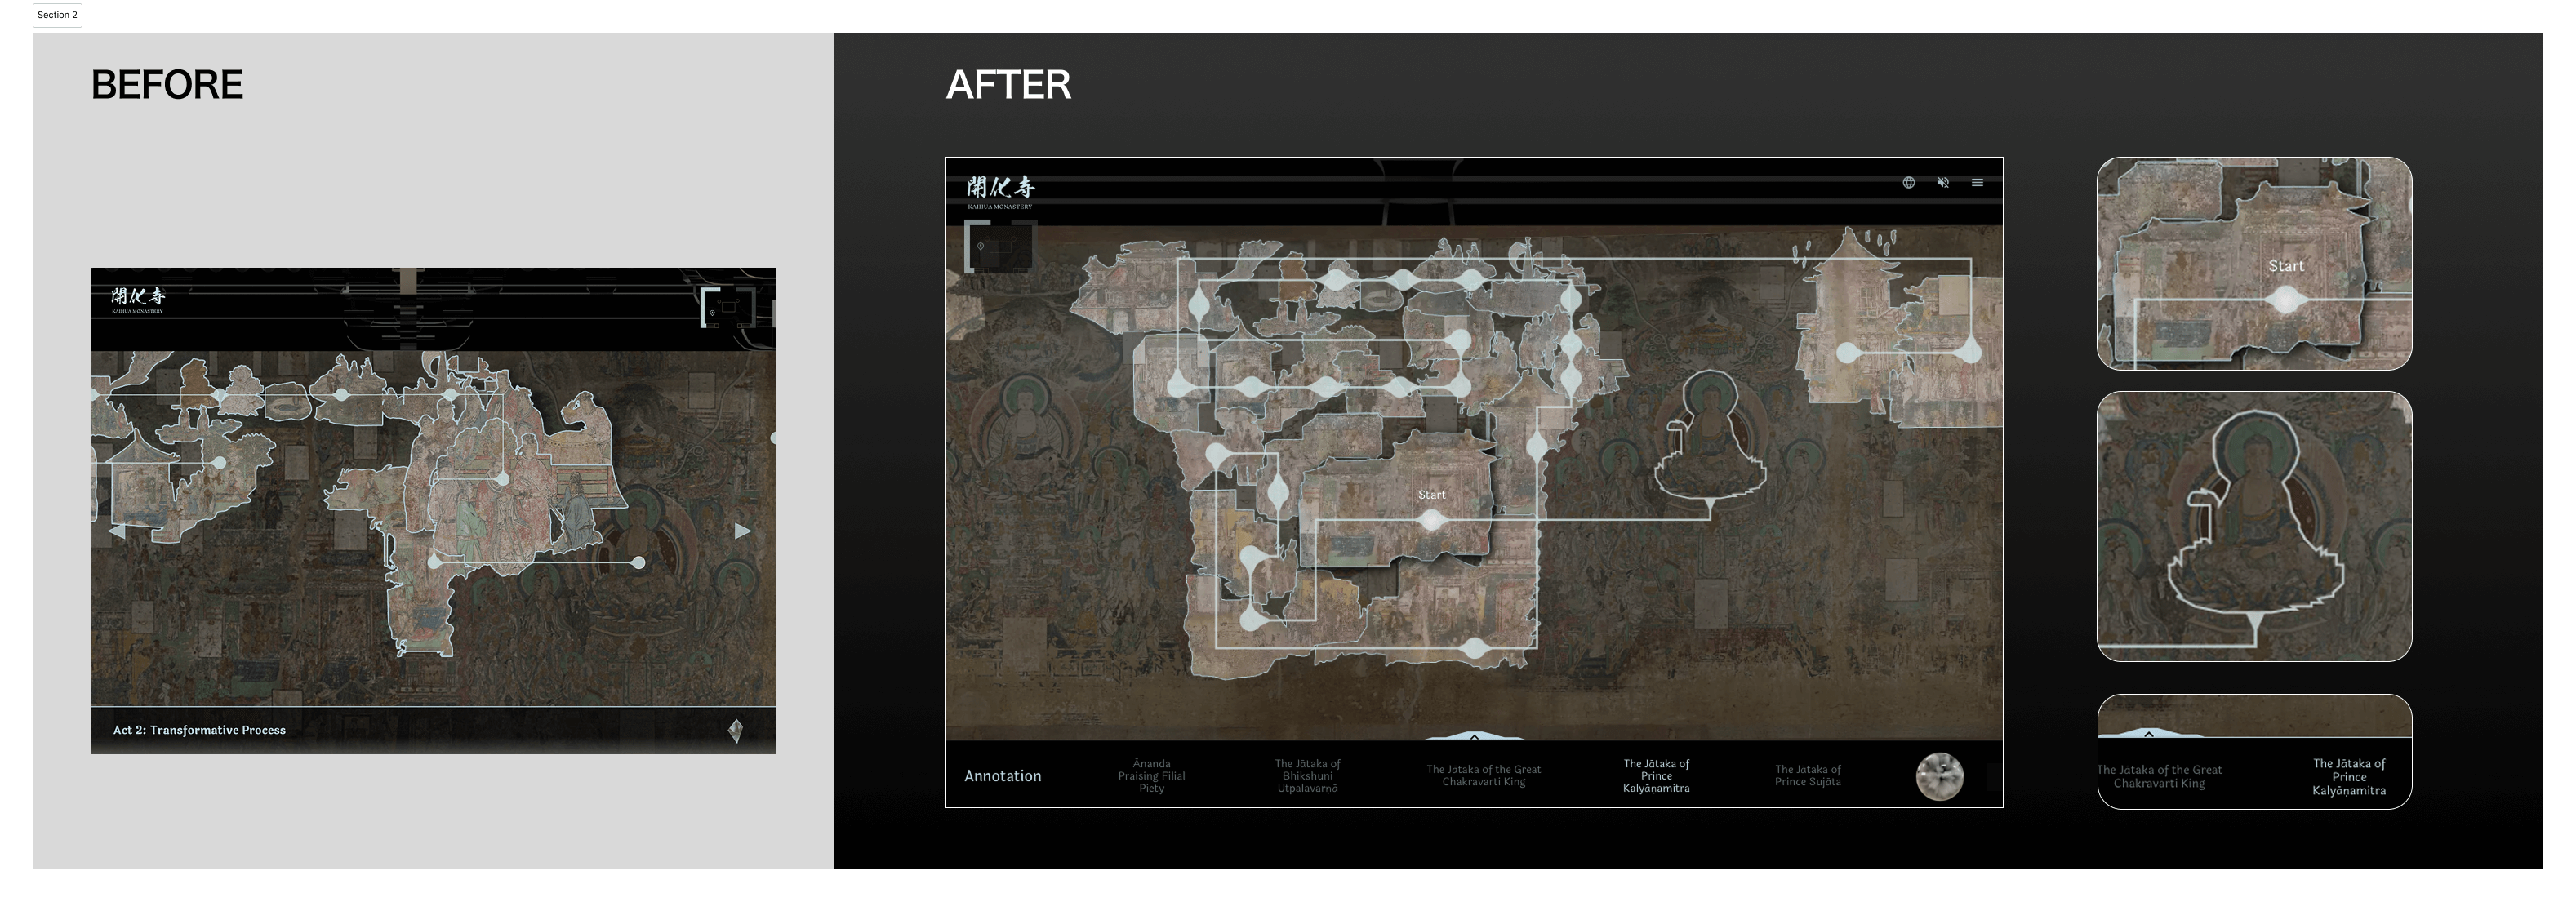 Section 2
BEFORE
開化寺
KAIHUA MONASTERY
Act 2: Transformative Process
AFTER
開化寺
KAIHUA MONASTERY
Start
Annotation
Ānanda
Praising Filial
Piety
The Jātaka of
Bhikshuni
Utpalavarṇā
The Jātaka of the Great
Chakravarti King
The Jātaka of
Prince
Kalyāṇamitra
The Jātaka of
Prince Sujāta
Start
The Jātaka of the Great
Chakravarti King
The Jātaka of
Prince
Kalyāṇamitra